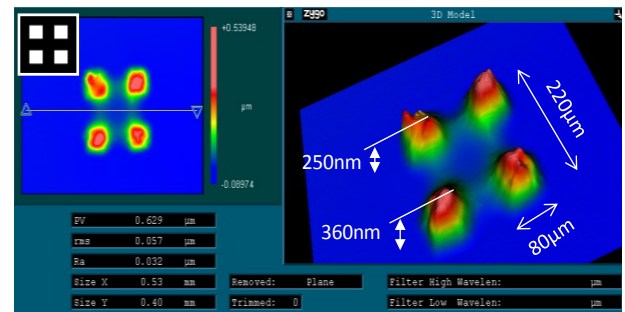 zygo 3D Model
+0.53948
µm
-0.08974
220µm
250nm
360nm
80µm
PV 0.629 µm
rms 0.057 µm
Ra 0.032 µm
Size X 0.53 mm
Size Y 0.40 mm
Removed: Plane
Trimmed: 0
Filter High Wavelen: µm
Filter Low Wavelen: µm